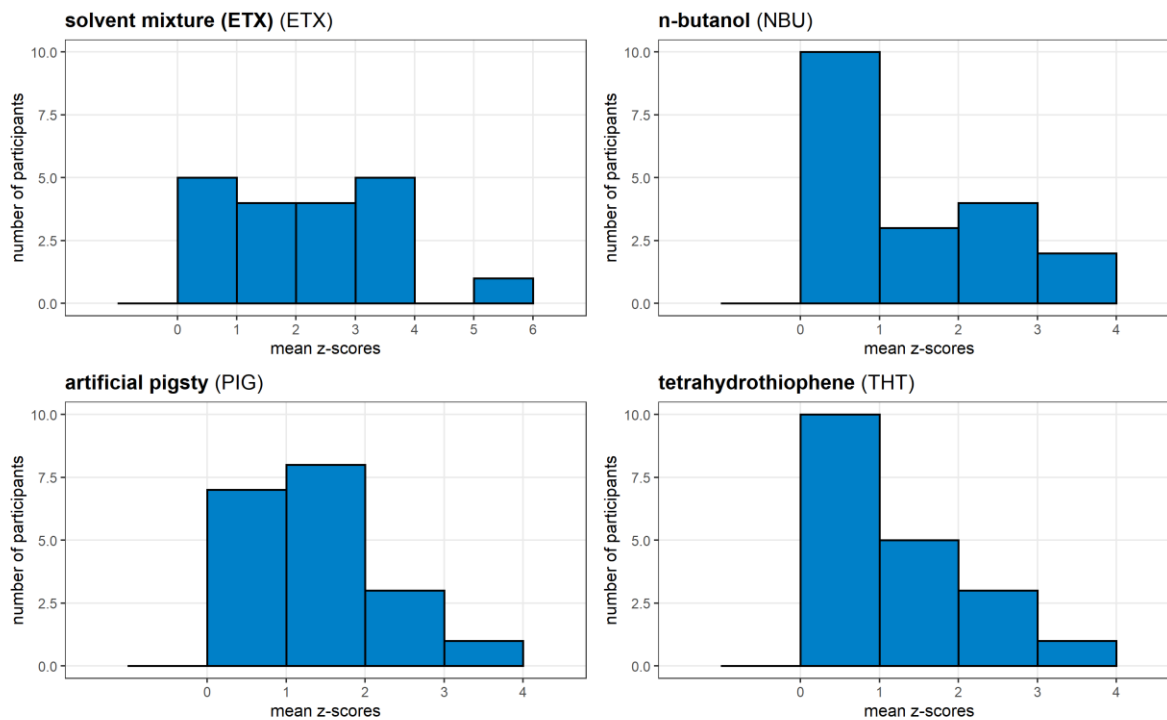 solvent mixture (ETX) (ETX)
number of participants
10.0
7.5
5.0
2.5
0.0
0 1 2 3 4 5 6
mean z-scores
n-butanol (NBU)
number of participants
10.0
7.5
5.0
2.5
0.0
0 1 2 3 4
mean z-scores
artificial pigsty (PIG)
number of participants
10.0
7.5
5.0
2.5
0.0
0 1 2 3 4
mean z-scores
tetrahydrothiophene (THT)
number of participants
10.0
7.5
5.0
2.5
0.0
0 1 2 3 4
mean z-scores